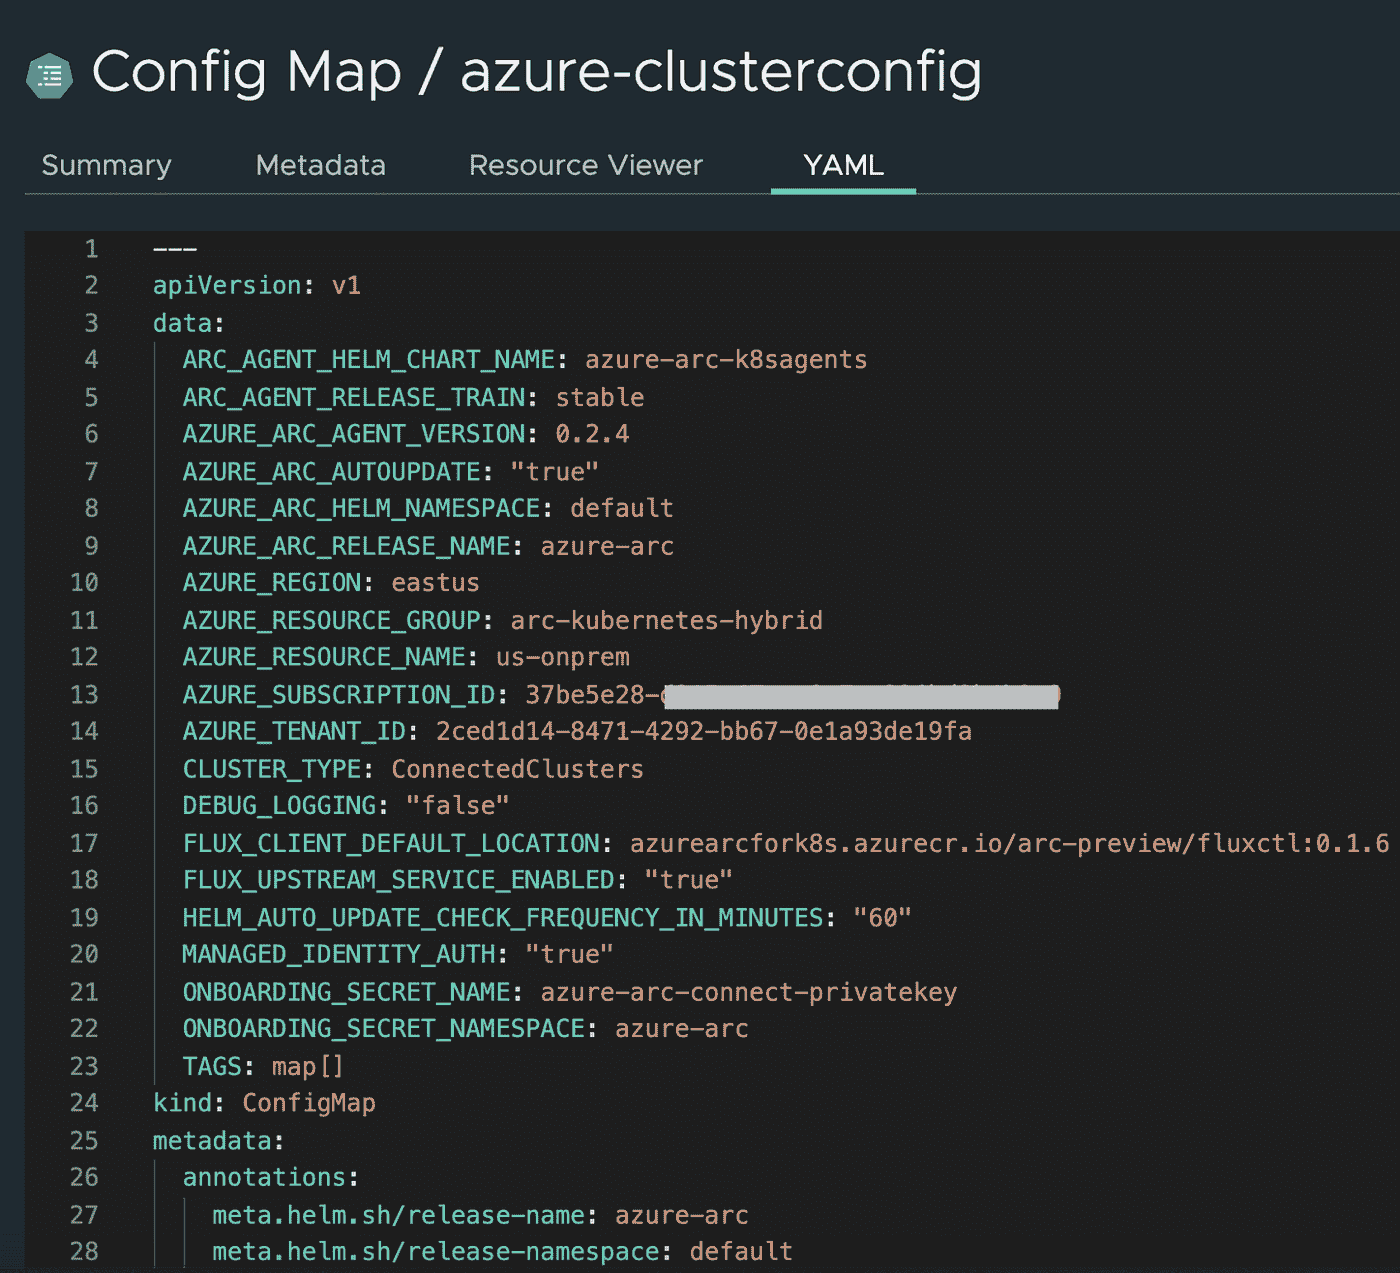 Config Map / azure-clusterconfig
Summary Metadata Resource Viewer YAML
1 ---
2 apiVersion: v1
3 data:
4 ARC_AGENT_HELM_CHART_NAME: azure-arc-k8sagents
5 ARC_AGENT_RELEASE_TRAIN: stable
6 AZURE_ARC_AGENT_VERSION: 0.2.4
7 AZURE_ARC_AUTOUPDATE: "true"
8 AZURE_ARC_HELM_NAMESPACE: default
9 AZURE_ARC_RELEASE_NAME: azure-arc
10 AZURE_REGION: eastus
11 AZURE_RESOURCE_GROUP: arc-kubernetes-hybrid
12 AZURE_RESOURCE_NAME: us-onprem
13 AZURE_SUBSCRIPTION_ID: 37be5e28-
14 AZURE_TENANT_ID: 2ced1d14-8471-4292-bb67-0e1a93de19fa
15 CLUSTER_TYPE: ConnectedClusters
16 DEBUG_LOGGING: "false"
17 FLUX_CLIENT_DEFAULT_LOCATION: azurearcfork8s.azurecr.io/arc-preview/fluxctl:0.1.6
18 FLUX_UPSTREAM_SERVICE_ENABLED: "true"
19 HELM_AUTO_UPDATE_CHECK_FREQUENCY_IN_MINUTES: "60"
20 MANAGED_IDENTITY_AUTH: "true"
21 ONBOARDING_SECRET_NAME: azure-arc-connect-privatekey
22 ONBOARDING_SECRET_NAMESPACE: azure-arc
23 TAGS: map[]
24 kind: ConfigMap
25 metadata:
26 annotations:
27 meta.helm.sh/release-name: azure-arc
28 meta.helm.sh/release-namespace: default